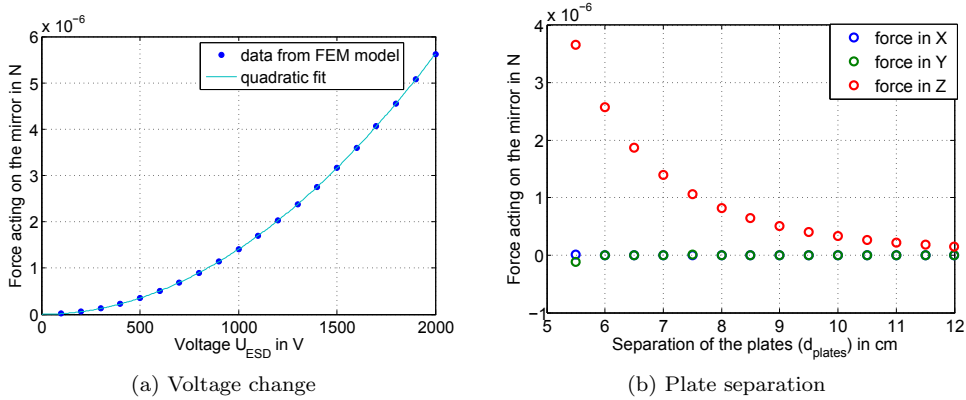 x 10^-6
6
5
4
3
2
1
0
Force acting on the mirror in N
data from FEM model
quadratic fit
0 500 1000 1500 2000
Voltage U_ESD in V
(a) Voltage change
x 10^-6
4
3
2
1
0
−1
Force acting on the mirror in N
force in X
force in Y
force in Z
5 6 7 8 9 10 11 12
Separation of the plates (d_plates) in cm
(b) Plate separation